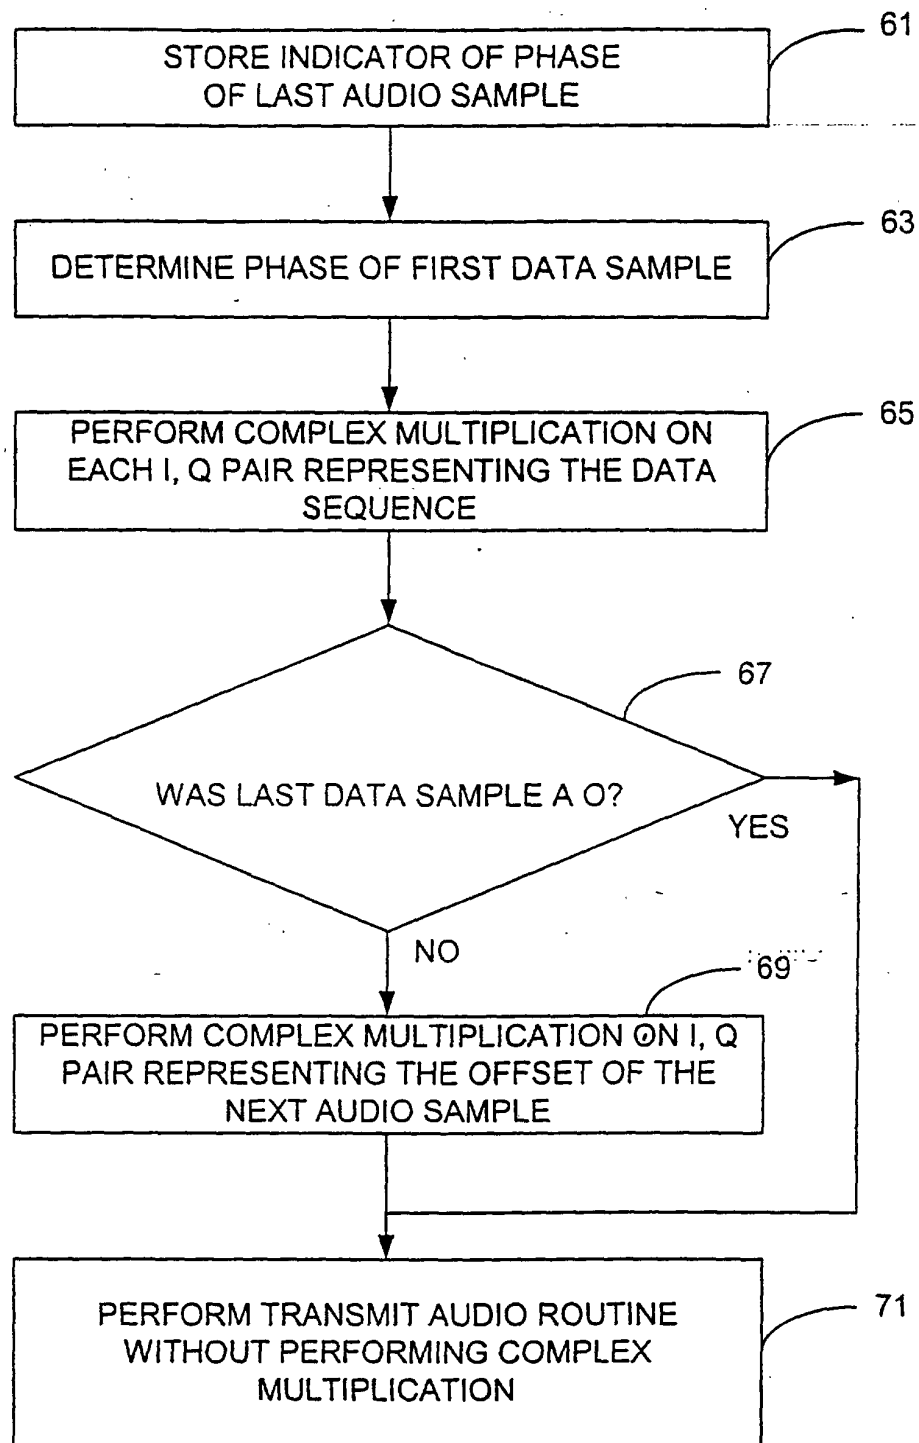 61
STORE INDICATOR OF PHASE
OF LAST AUDIO SAMPLE
63
DETERMINE PHASE OF FIRST DATA SAMPLE
65
PERFORM COMPLEX MULTIPLICATION ON
EACH I, Q PAIR REPRESENTING THE DATA
SEQUENCE
67
WAS LAST DATA SAMPLE A O?
YES
NO
69
PERFORM COMPLEX MULTIPLICATION ON I, Q
PAIR REPRESENTING THE OFFSET OF THE
NEXT AUDIO SAMPLE
71
PERFORM TRANSMIT AUDIO ROUTINE
WITHOUT PERFORMING COMPLEX
MULTIPLICATION